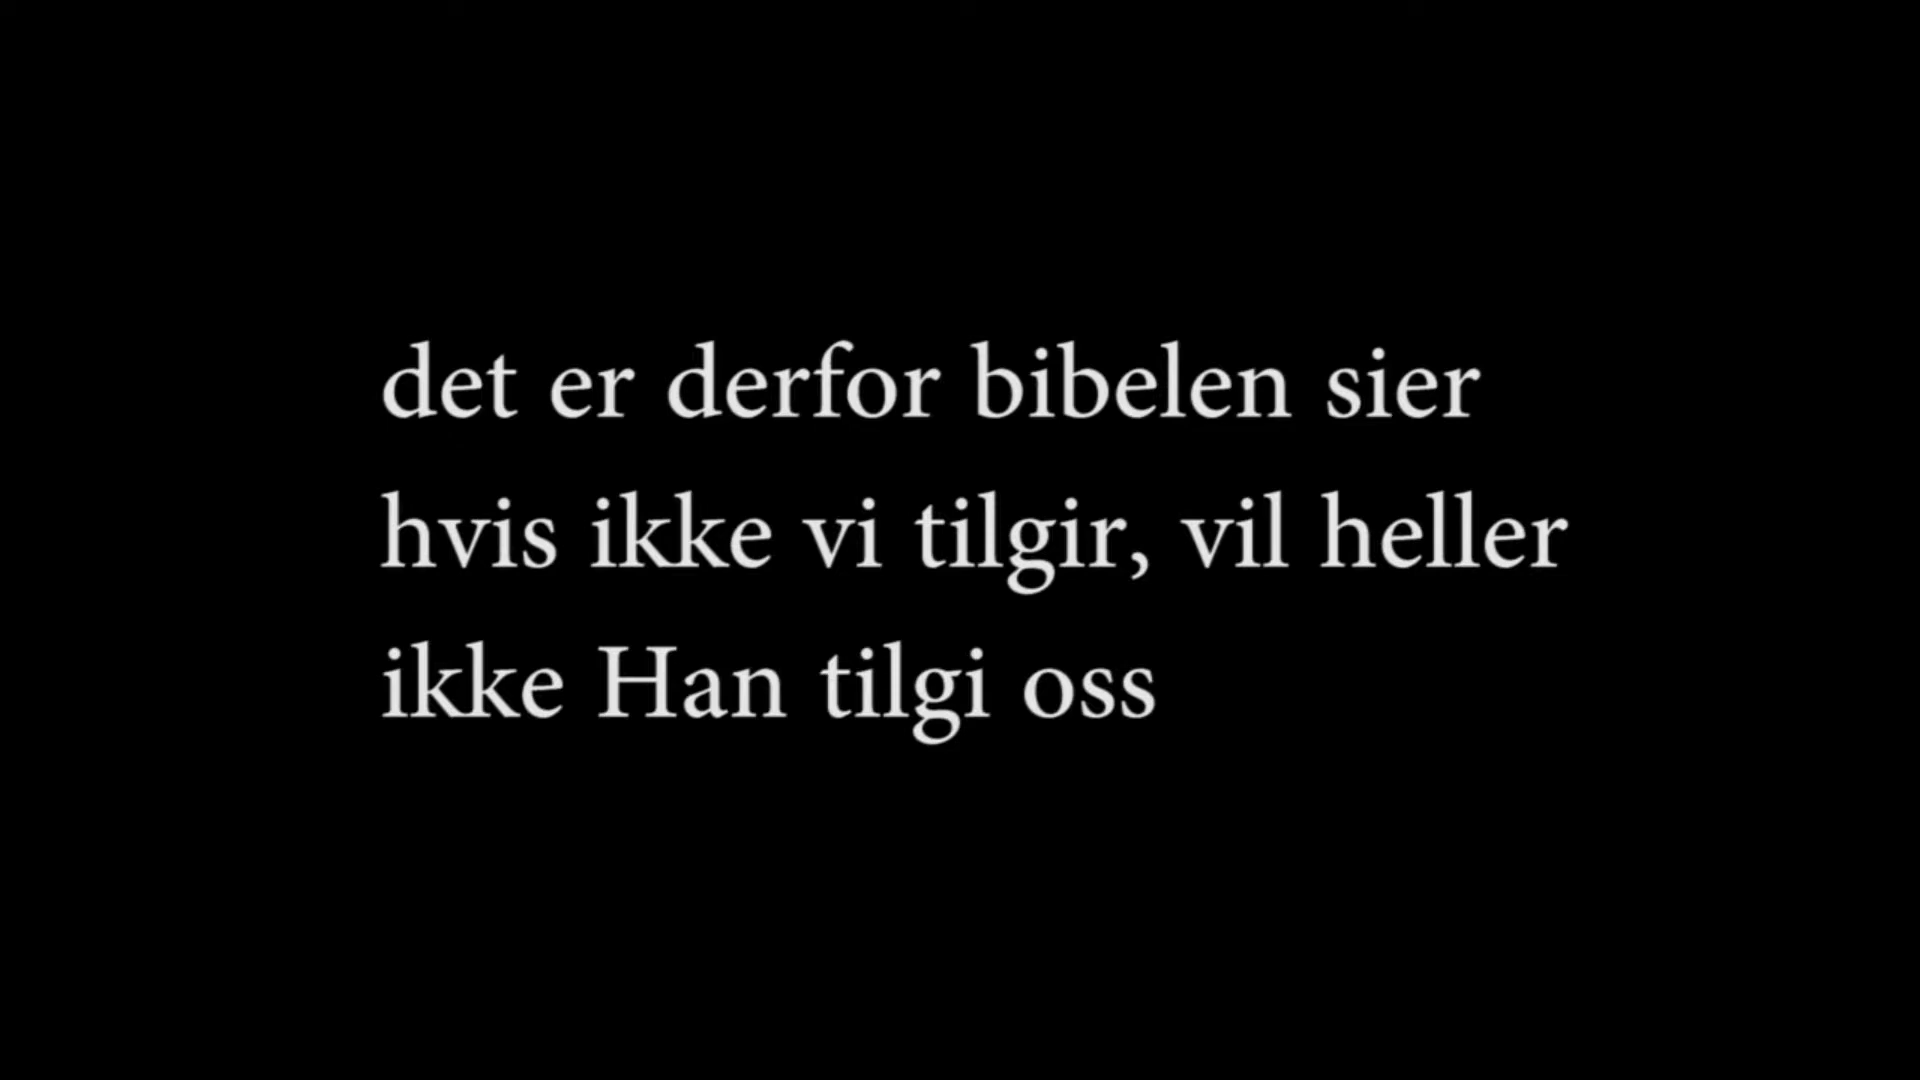 det er derfor bibelen sier
hvis ikke vi tilgir, vil heller
ikke Han tilgi oss